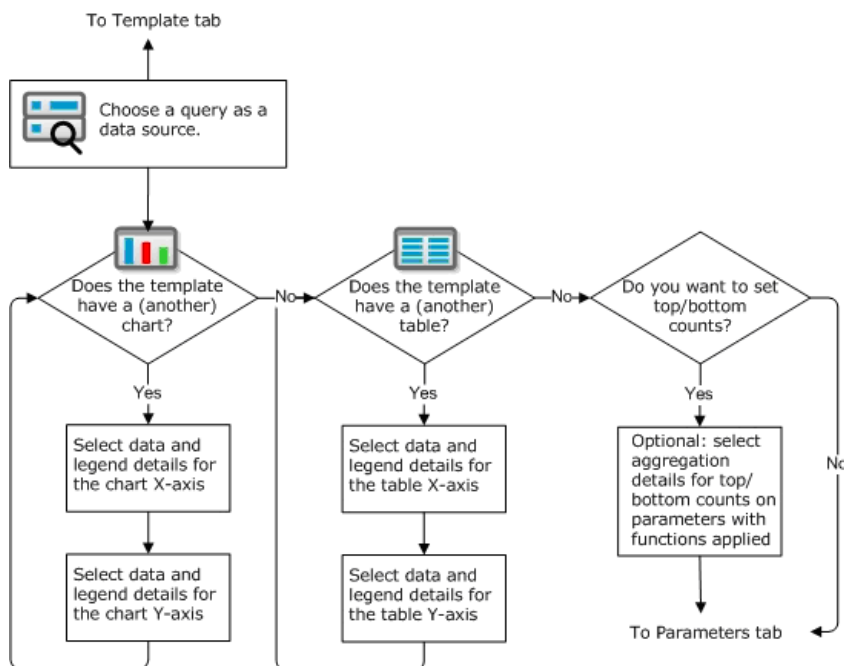 To Template tab
Choose a query as a
data source.
Does the template
have a (another)
chart?
No
Does the template
have a (another)
table?
No
Do you want to set
top/bottom
counts?
Yes
Yes
Yes
Select data and
legend details for
the chart X-axis
Select data and
legend details for
the table X-axis
Optional: select
aggregation
details for top/
bottom counts on
parameters with
functions applied
No
Select data and
legend details for
the chart Y-axis
Select data and
legend details for
the table Y-axis
To Parameters tab